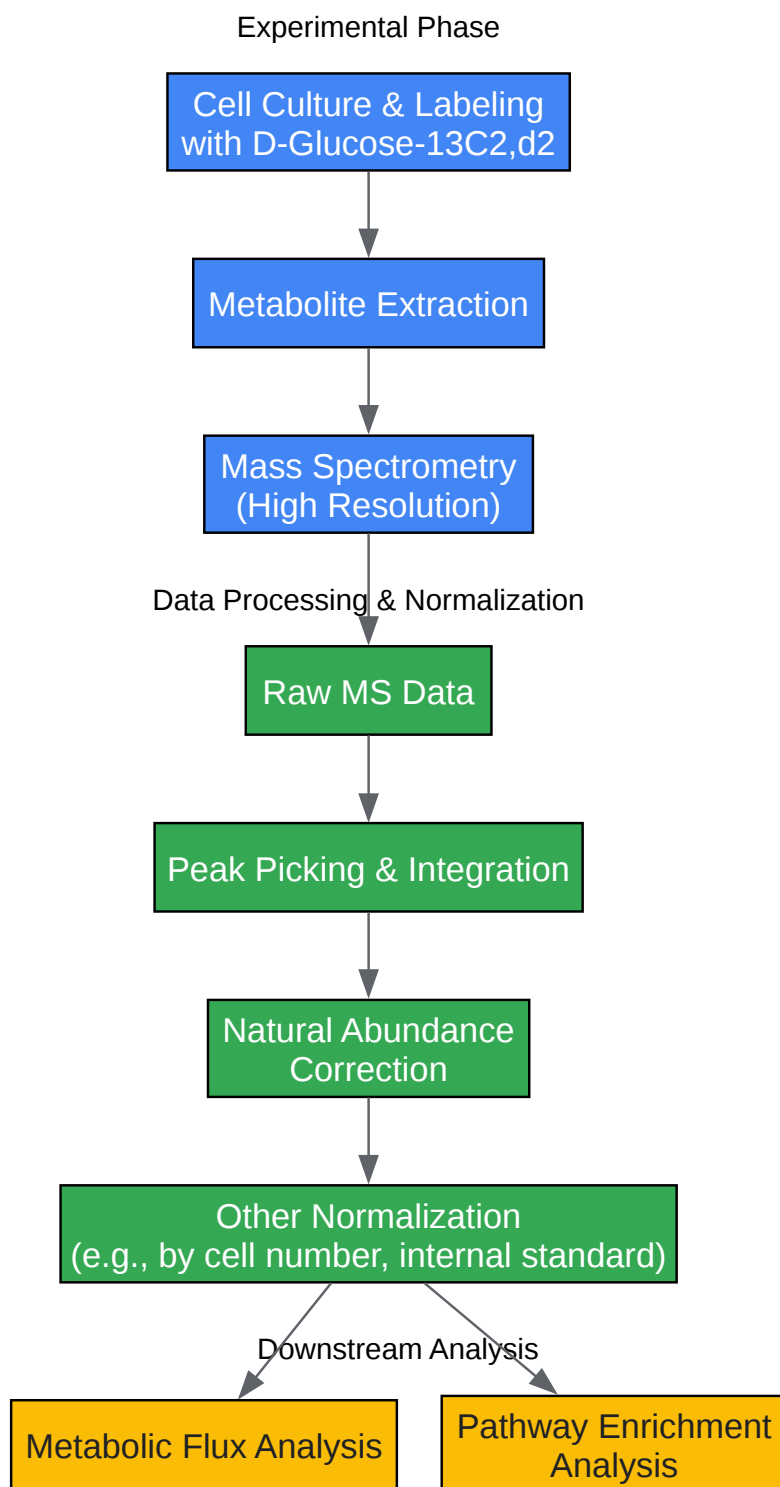 Experimental Phase
Cell Culture & Labeling
with D-Glucose-13C2,d2
Metabolite Extraction
Mass Spectrometry
(High Resolution)
Data Processing & Normalization
Raw MS Data
Peak Picking & Integration
Natural Abundance
Correction
Other Normalization
(e.g., by cell number, internal standard)
Downstream Analysis
Metabolic Flux Analysis
Pathway Enrichment
Analysis